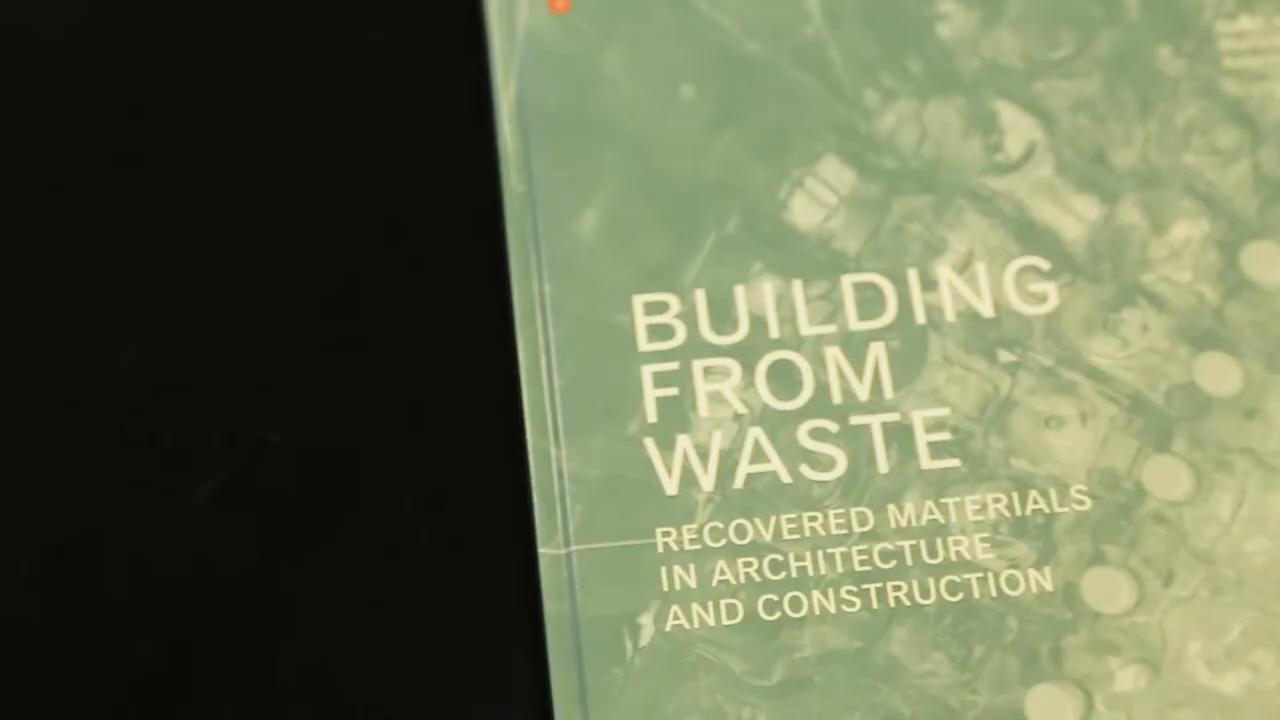 BUILDING
FROM
WASTE
RECOVERED MATERIALS
IN ARCHITECTURE
AND CONSTRUCTION